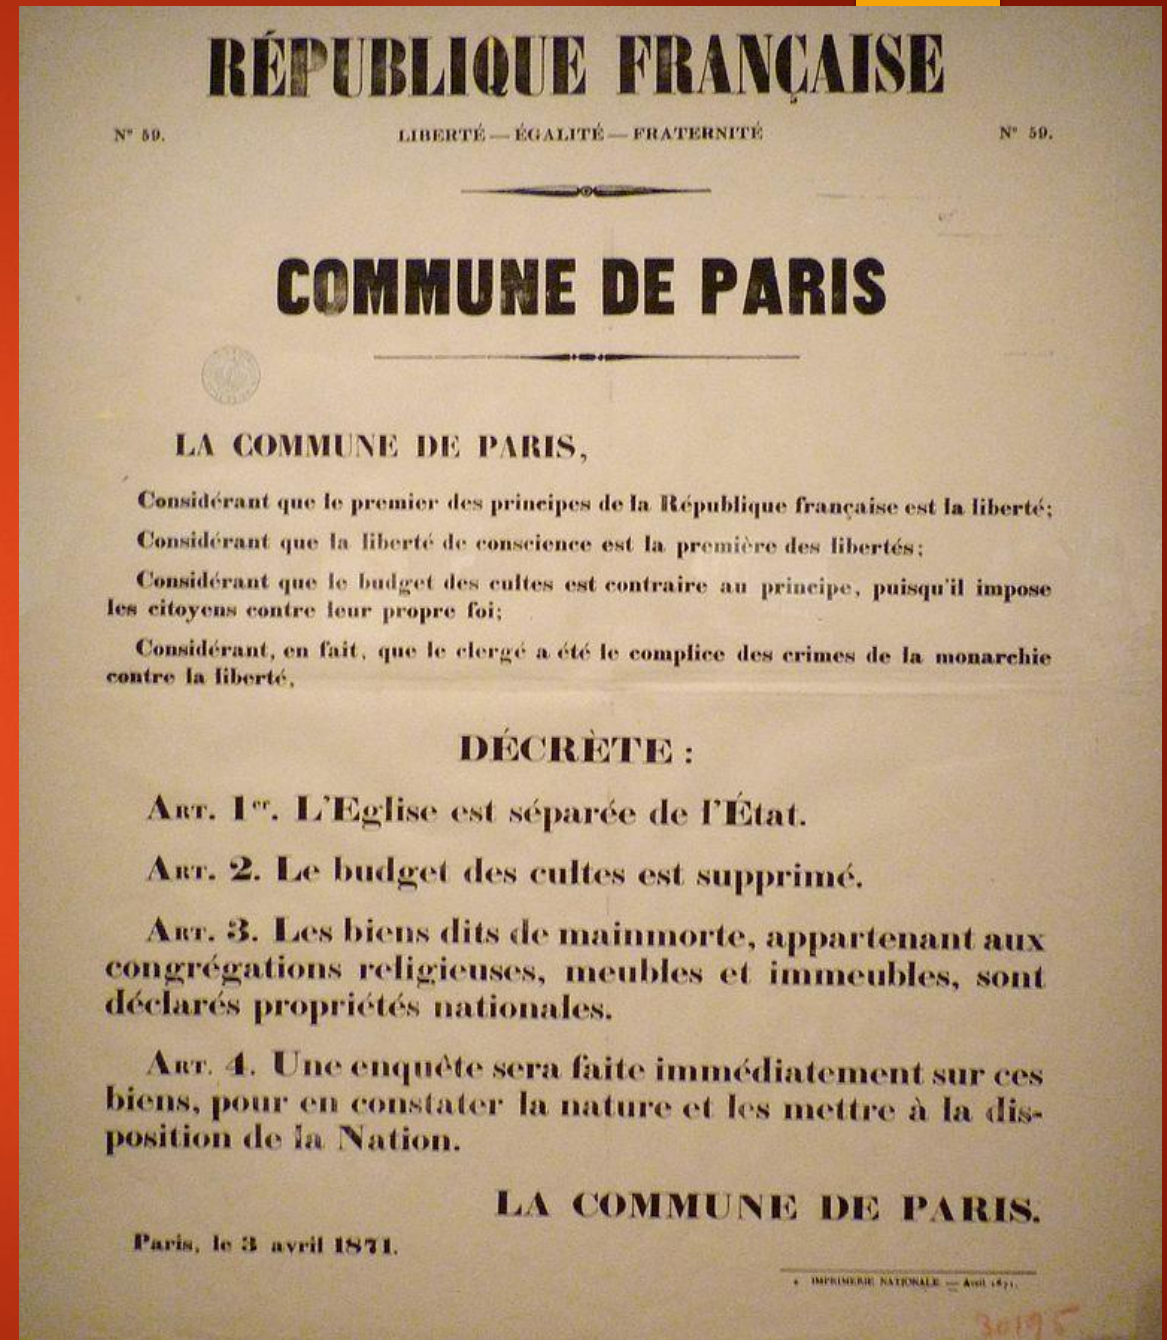 RÉPUBLIQUE FRANÇAISE
N° 59. LIBERTÉ — ÉGALITÉ — FRATERNITÉ N° 59.
COMMUNE DE PARIS
LA COMMUNE DE PARIS,
Considérant que le premier des principes de la République française est la liberté;
Considérant que la liberté de conscience est la première des libertés;
Considérant que le budget des cultes est contraire au principe, puisqu'il impose
les citoyens contre leur propre foi;
Considérant, en fait, que le clergé a été le complice des crimes de la monarchie
contre la liberté,
DÉCRÈTE :
ART. 1er. L'Eglise est séparée de l'État.
ART. 2. Le budget des cultes est supprimé.
ART. 3. Les biens dits de mainmorte, appartenant aux
congrégations religieuses, meubles et immeubles, sont
déclarés propriétés nationales.
ART. 4. Une enquête sera faite immédiatement sur ces
biens, pour en constater la nature et les mettre à la dis-
position de la Nation.
LA COMMUNE DE PARIS.
Paris, le 3 avril 1871.
IMPRIMERIE NATIONALE — Avril 1871.
30195